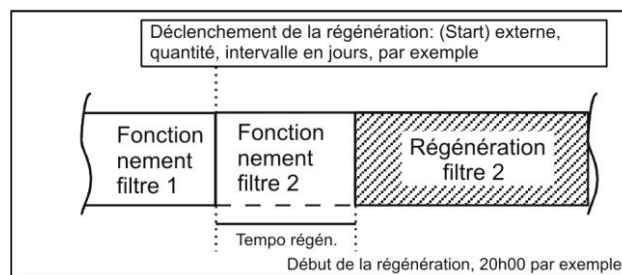 Déclenchement de la régénération: (Start) externe,
quantité, intervalle en jours, par exemple
Fonction
nement
filtre 1
Fonction
nement
filtre 2
Régénération
filtre 2
Tempo régén.
Début de la régénération, 20h00 par exemple